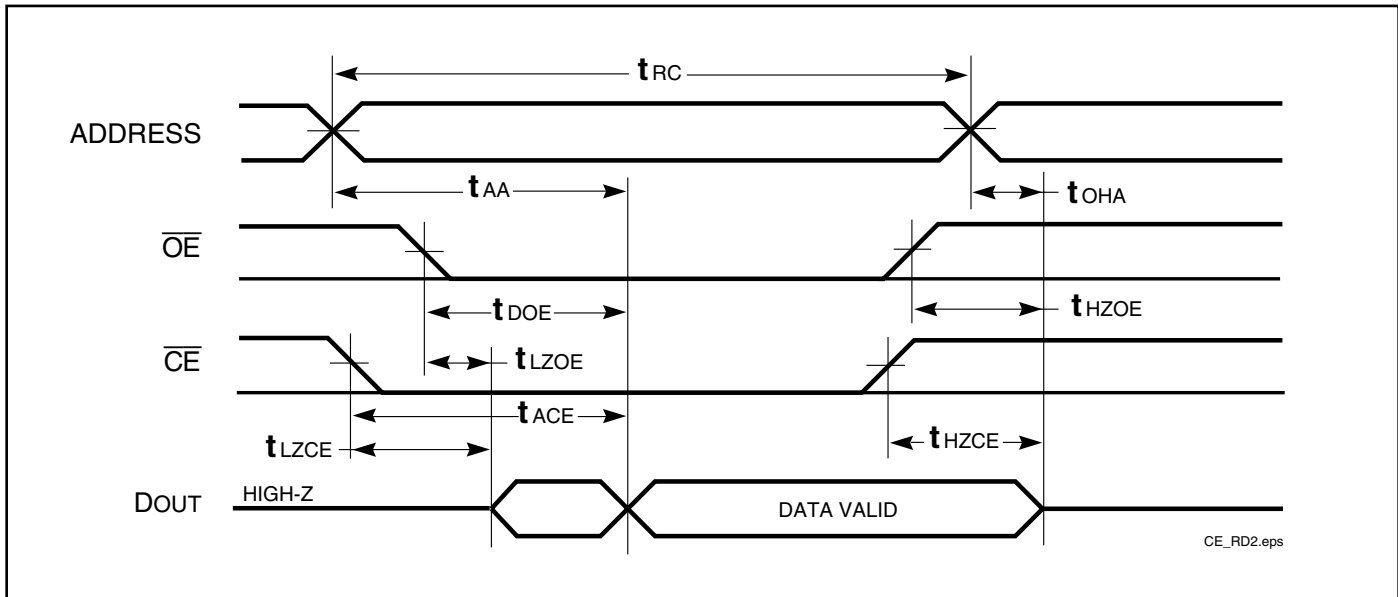 tRC
ADDRESS
tAA
tOHA
OE
tDOE
tHZOE
CE
tLZOE
tACE
tLZCE
tHZCE
DOUT
HIGH-Z
DATA VALID
CE_RD2.eps